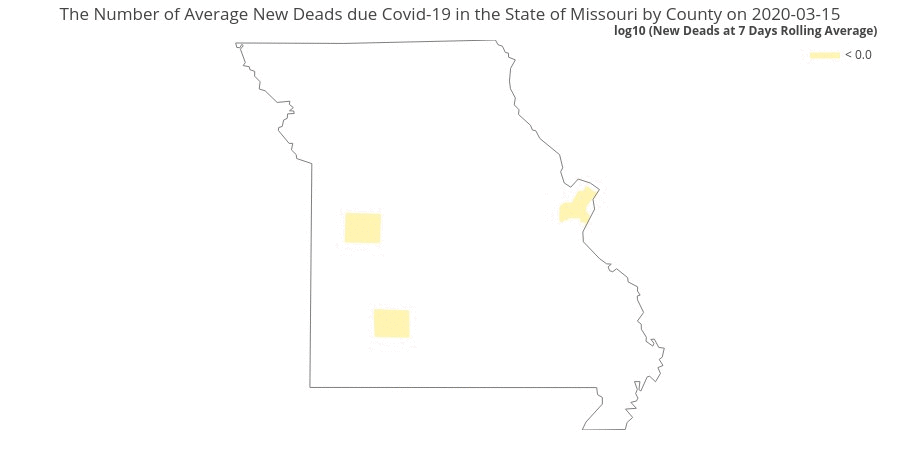 The Number of Average New Deads due Covid-19 in the State of Missouri by County on 2020-03-15
log10 (New Deads at 7 Days Rolling Average)
< 0.0